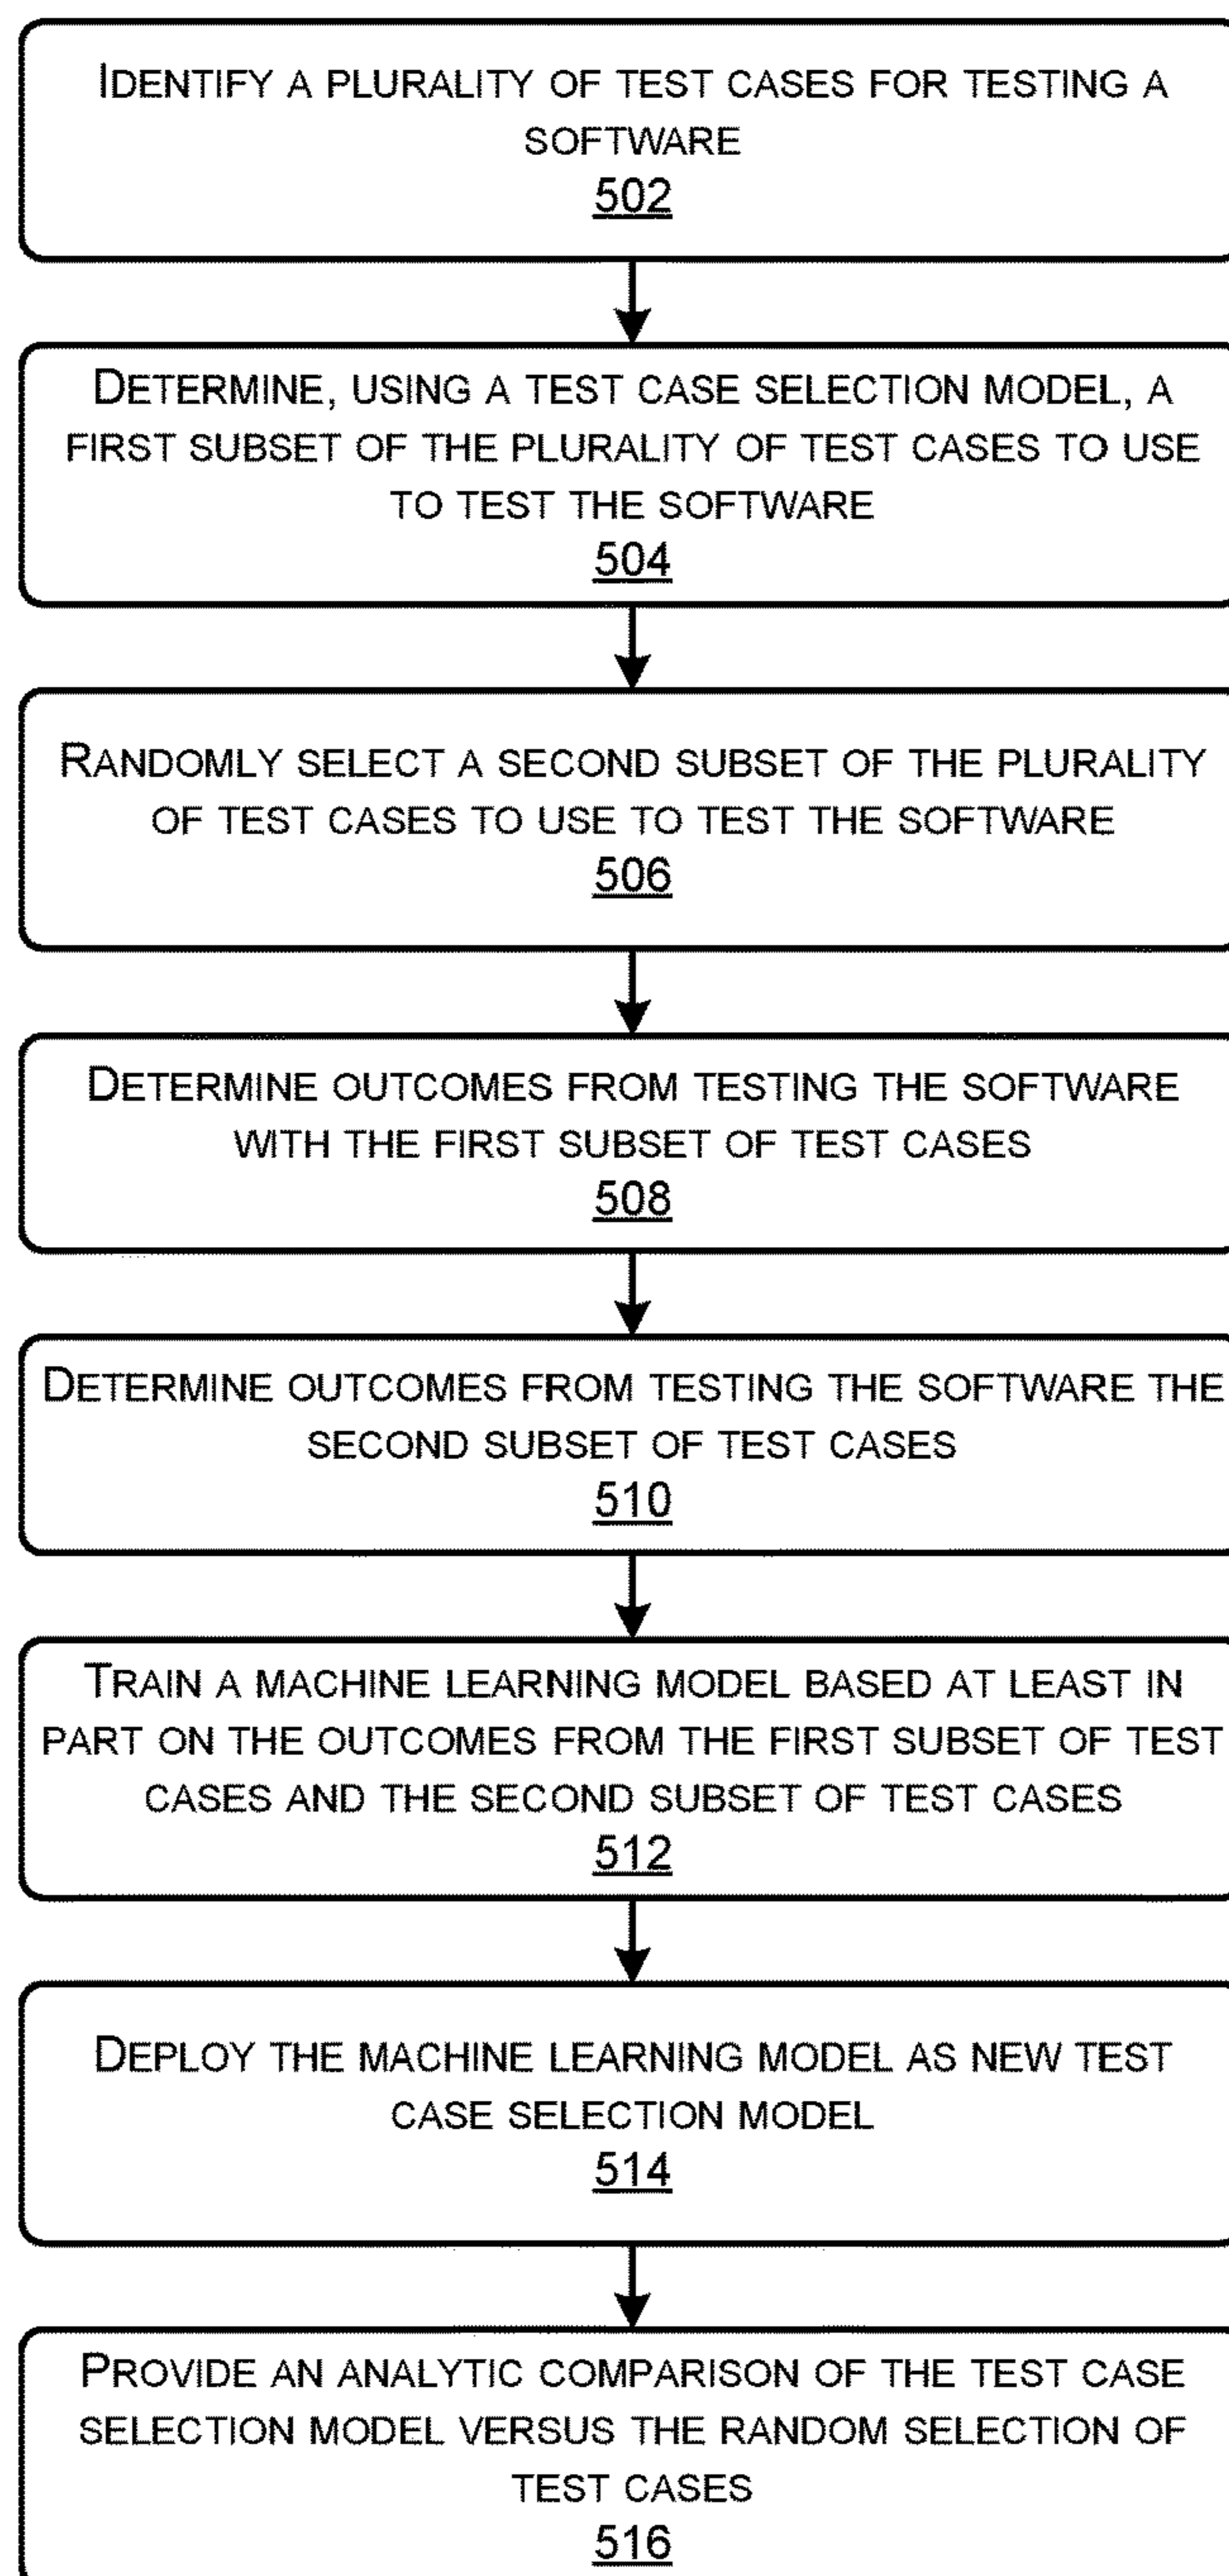 IDENTIFY A PLURALITY OF TEST CASES FOR TESTING A
SOFTWARE
502
DETERMINE, USING A TEST CASE SELECTION MODEL, A
FIRST SUBSET OF THE PLURALITY OF TEST CASES TO USE
TO TEST THE SOFTWARE
504
RANDOMLY SELECT A SECOND SUBSET OF THE PLURALITY
OF TEST CASES TO USE TO TEST THE SOFTWARE
506
DETERMINE OUTCOMES FROM TESTING THE SOFTWARE
WITH THE FIRST SUBSET OF TEST CASES
508
DETERMINE OUTCOMES FROM TESTING THE SOFTWARE THE
SECOND SUBSET OF TEST CASES
510
TRAIN A MACHINE LEARNING MODEL BASED AT LEAST IN
PART ON THE OUTCOMES FROM THE FIRST SUBSET OF TEST
CASES AND THE SECOND SUBSET OF TEST CASES
512
DEPLOY THE MACHINE LEARNING MODEL AS NEW TEST
CASE SELECTION MODEL
514
PROVIDE AN ANALYTIC COMPARISON OF THE TEST CASE
SELECTION MODEL VERSUS THE RANDOM SELECTION OF
TEST CASES
516